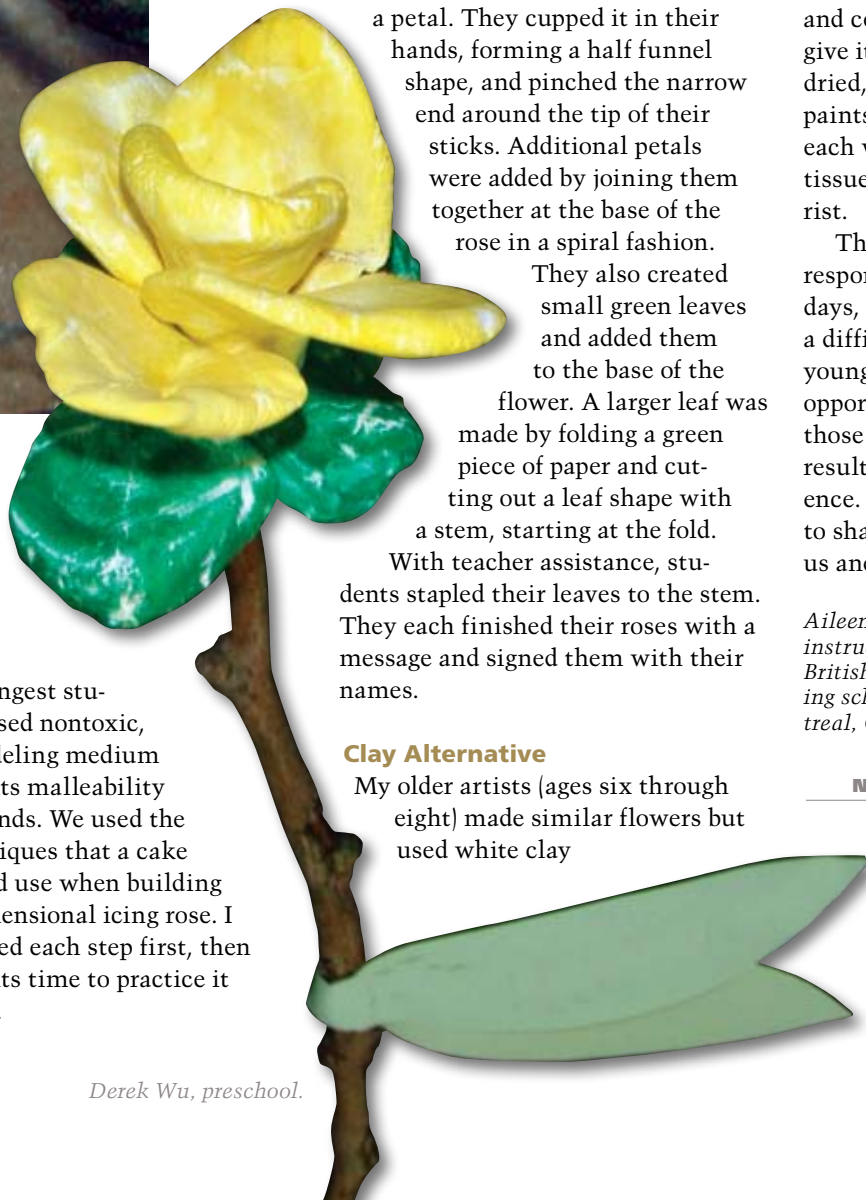 ngest stu-
sed nontoxic,
deling medium
ts malleability
nds. We used the
iques that a cake
d use when building
ensional icing rose. I
ed each step first, then
ts time to practice it
Derek Wu, preschool.
a petal. They cupped it in their
hands, forming a half funnel
shape, and pinched the narrow
end around the tip of their
sticks. Additional petals
were added by joining them
together at the base of the
rose in a spiral fashion.
They also created
small green leaves
and added them
to the base of the
flower. A larger leaf was
made by folding a green
piece of paper and cut-
ting out a leaf shape with
a stem, starting at the fold.
With teacher assistance, stu-
dents stapled their leaves to the stem.
They each finished their roses with a
message and signed them with their
names.
Clay Alternative
My older artists (ages six through
eight) made similar flowers but
used white clay
and co
give it
dried,
paints
each
tissue
rist.
Th
respon
days,
a diffi
young
oppor
those
result
ence.
to sha
us and
Aileen
instru
British
ing sch
treal,
N